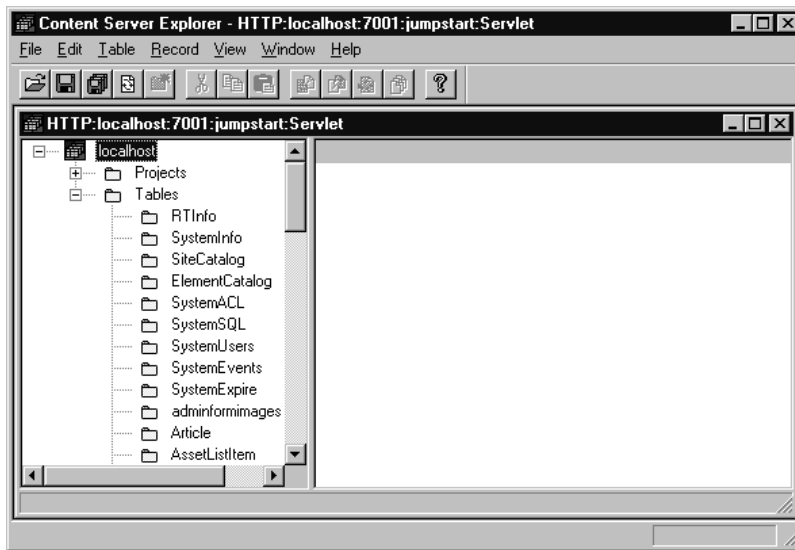 Content Server Explorer - HTTP:localhost:7001:jumpstart:Servlet
File Edit Table Record View Window Help
HTTP:localhost:7001:jumpstart:Servlet
localhost
Projects
Tables
RTInfo
SystemInfo
SiteCatalog
ElementCatalog
SystemACL
SystemSQL
SystemUsers
SystemEvents
SystemExpire
adminformimages
Article
AssetListItem